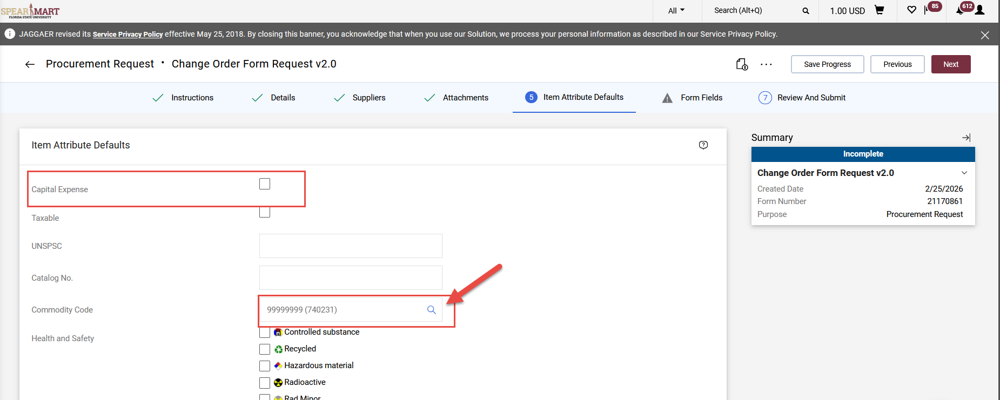 SPEARMART
FLORIDA STATE UNIVERSITY
All
Search (Alt+Q)
1.00 USD
85
612
JAGGAER revised its Service Privacy Policy effective May 25, 2018. By closing this banner, you acknowledge that when you use our Solution, we process your personal information as described in our Service Privacy Policy.
Procurement Request • Change Order Form Request v2.0
Save Progress
Previous
Next
Instructions
Details
Suppliers
Attachments
5 Item Attribute Defaults
Form Fields
7 Review And Submit
Item Attribute Defaults
Capital Expense
Taxable
UNSPSC
Catalog No.
Commodity Code
99999999 (740231)
Health and Safety
Controlled substance
Recycled
Hazardous material
Radioactive
Rad Minor
Summary
Incomplete
Change Order Form Request v2.0
Created Date 2/25/2026
Form Number 21170861
Purpose Procurement Request